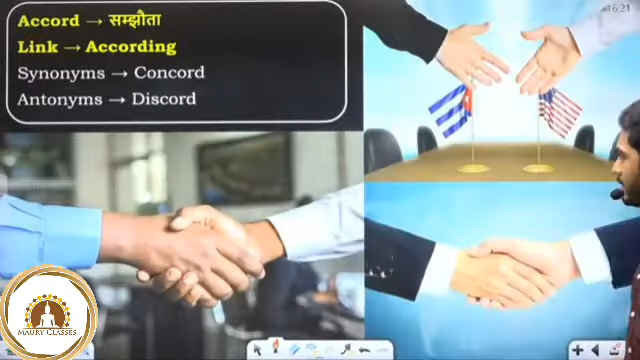 Accord → समझौता
Link → According
Synonyms → Concord
Antonyms → Discord
16:21
MAURY CLASSES